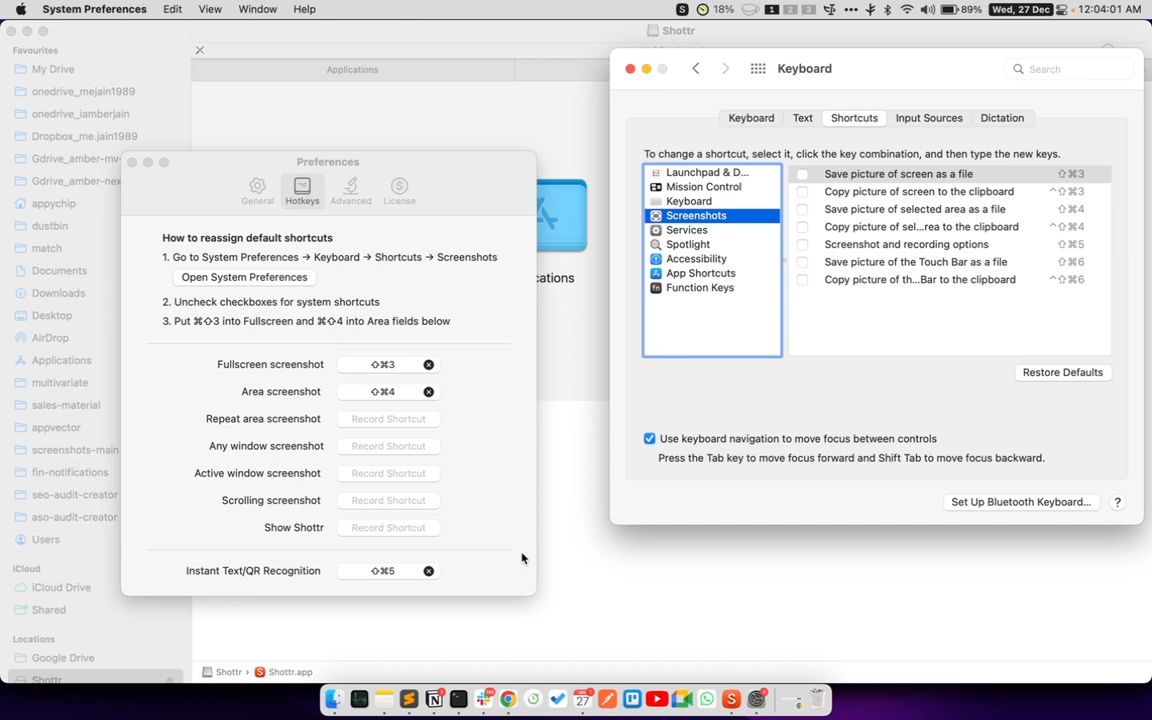 System Preferences Edit View Window Help
18% 1 2 3 89% Wed, 27 Dec 12:04:01 AM
Favourites
My Drive
onedrive_mejain1989
onedrive_iamberjain
Dropbox_me.jain1989
Gdrive_amber-mv-
Gdrive_amber-nex
appychip
dustbin
match
Documents
Downloads
Desktop
AirDrop
Applications
multivariate
sales-material
appvector
screenshots-main
fin-notifications
seo-audit-creator
aso-audit-creator
Users
iCloud
iCloud Drive
Shared
Locations
Google Drive
Shottr
Shottr
Applications
cations
Shottr › Shottr.app
Preferences
General Hotkeys Advanced License
How to reassign default shortcuts
1. Go to System Preferences → Keyboard → Shortcuts → Screenshots
Open System Preferences
2. Uncheck checkboxes for system shortcuts
3. Put ⌘⇧3 into Fullscreen and ⌘⇧4 into Area fields below
Fullscreen screenshot ⇧⌘3
Area screenshot ⇧⌘4
Repeat area screenshot Record Shortcut
Any window screenshot Record Shortcut
Active window screenshot Record Shortcut
Scrolling screenshot Record Shortcut
Show Shottr Record Shortcut
Instant Text/QR Recognition ⇧⌘5
Keyboard
Search
Keyboard Text Shortcuts Input Sources Dictation
To change a shortcut, select it, click the key combination, and then type the new keys.
Launchpad & D...
Mission Control
Keyboard
Screenshots
Services
Spotlight
Accessibility
App Shortcuts
fn Function Keys
Save picture of screen as a file ⇧⌘3
Copy picture of screen to the clipboard ^⇧⌘3
Save picture of selected area as a file ⇧⌘4
Copy picture of sel...rea to the clipboard ^⇧⌘4
Screenshot and recording options ⇧⌘5
Save picture of the Touch Bar as a file ⇧⌘6
Copy picture of th...Bar to the clipboard ^⇧⌘6
Restore Defaults
Use keyboard navigation to move focus between controls
Press the Tab key to move focus forward and Shift Tab to move focus backward.
Set Up Bluetooth Keyboard... ?